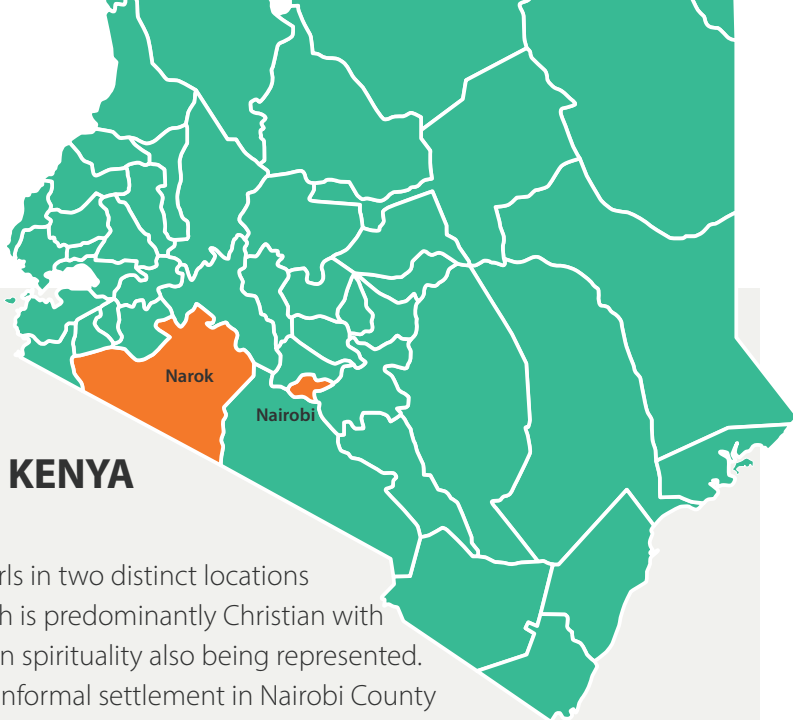 Narok
Nairobi
KENYA
in two distinct locations
is predominantly Christian with
spirituality also being represented.
informal settlement in Nairobi County